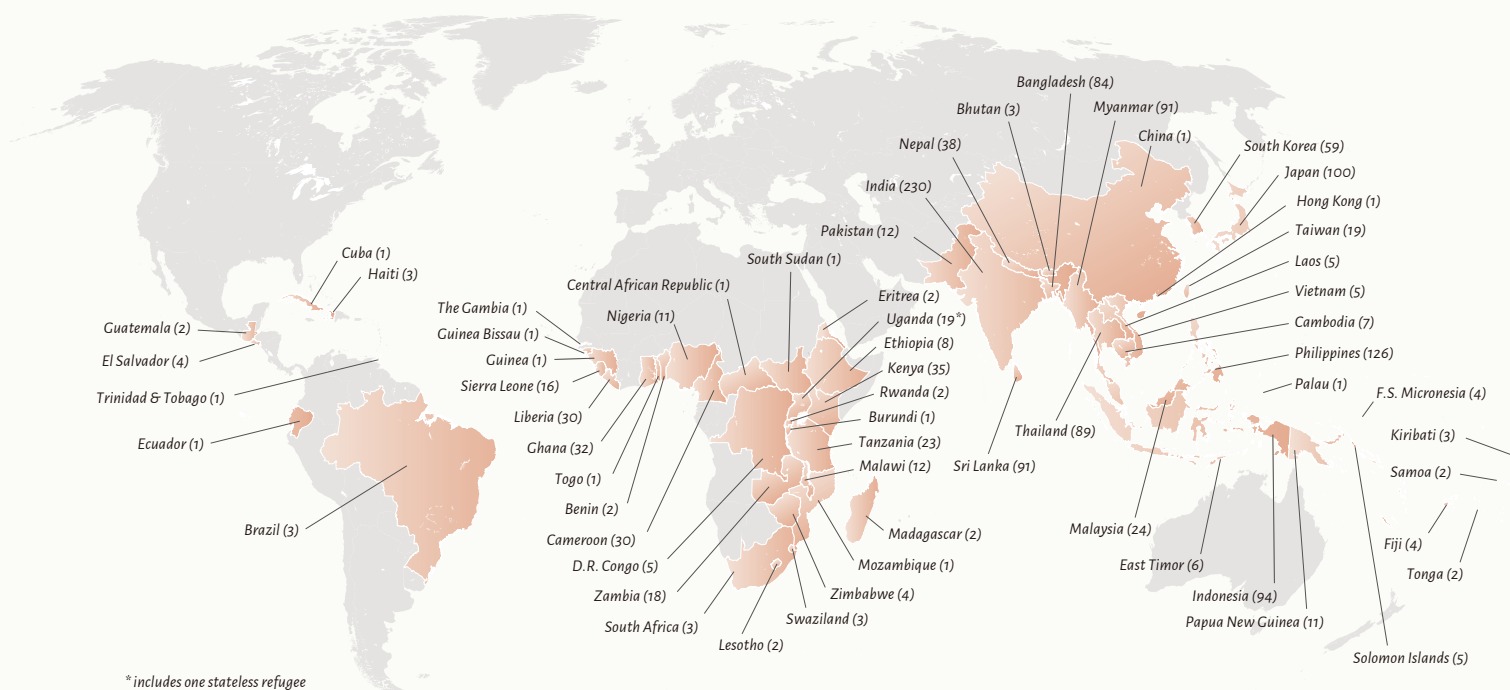 Bangladesh (84)
Bhutan (3)
Myanmar (91)
China (1)
Nepal (38)
South Korea (59)
Japan (100)
India (230)
Hong Kong (1)
Pakistan (12)
Taiwan (19)
Cuba (1)
South Sudan (1)
Laos (5)
Haiti (3)
Central African Republic (1)
Vietnam (5)
Eritrea (2)
The Gambia (1)
Nigeria (11)
Uganda (19*)
Cambodia (7)
Guatemala (2)
Guinea Bissau (1)
Ethiopia (8)
Philippines (126)
El Salvador (4)
Guinea (1)
Kenya (35)
Palau (1)
Sierra Leone (16)
Rwanda (2)
F.S. Micronesia (4)
Trinidad & Tobago (1)
Liberia (30)
Burundi (1)
Thailand (89)
Kiribati (3)
Ecuador (1)
Ghana (32)
Tanzania (23)
Malawi (12)
Sri Lanka (91)
Samoa (2)
Togo (1)
Benin (2)
Brazil (3)
Cameroon (30)
Madagascar (2)
Malaysia (24)
Fiji (4)
D.R. Congo (5)
Mozambique (1)
East Timor (6)
Tonga (2)
Zambia (18)
Zimbabwe (4)
Indonesia (94)
South Africa (3)
Swaziland (3)
Papua New Guinea (11)
Lesotho (2)
Solomon Islands (5)
* includes one stateless refugee